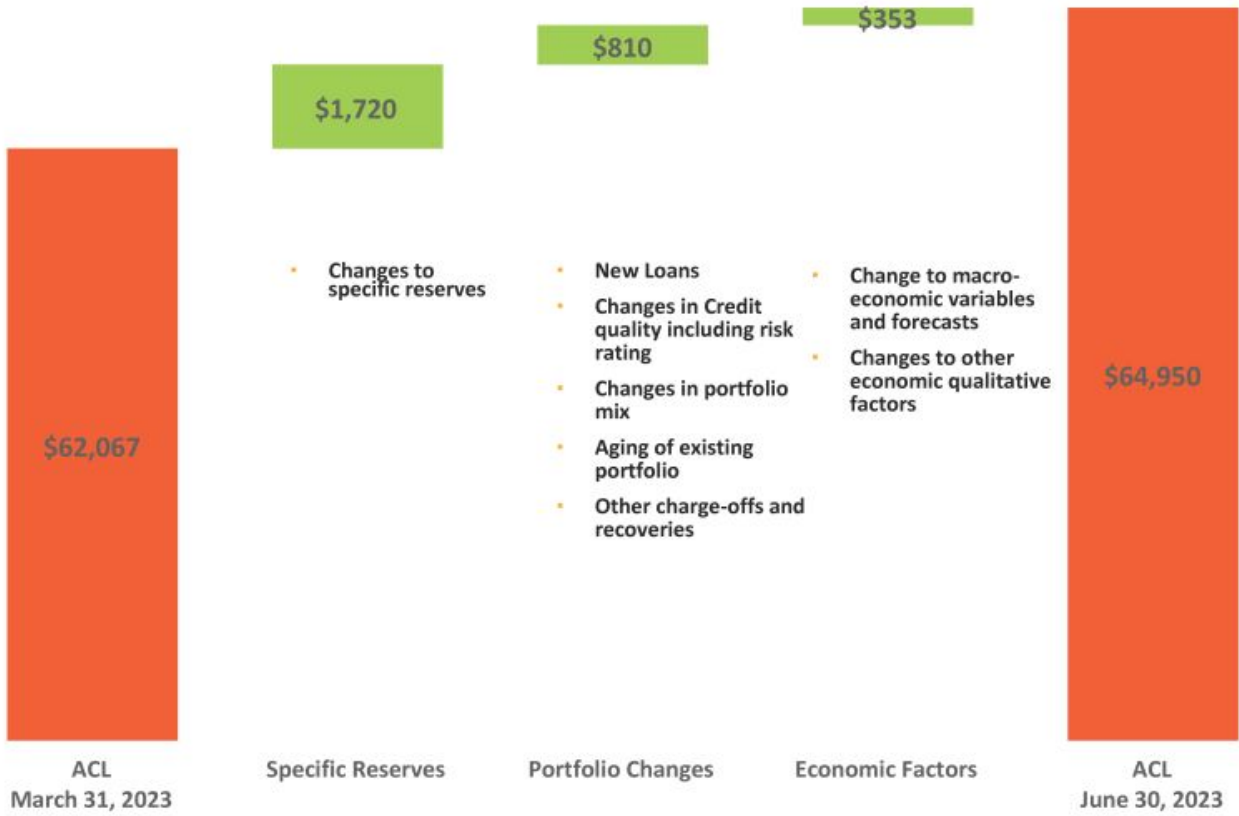 $353
$810
$1,720
▪ Changes to
specific reserves
▪ New Loans
▪ Changes in Credit
quality including risk
rating
▪ Changes in portfolio
mix
▪ Aging of existing
portfolio
▪ Other charge-offs and
recoveries
▪ Change to macro-
economic variables
and forecasts
▪ Changes to other
economic qualitative
factors
$64,950
$62,067
ACL
March 31, 2023
Specific Reserves
Portfolio Changes
Economic Factors
ACL
June 30, 2023